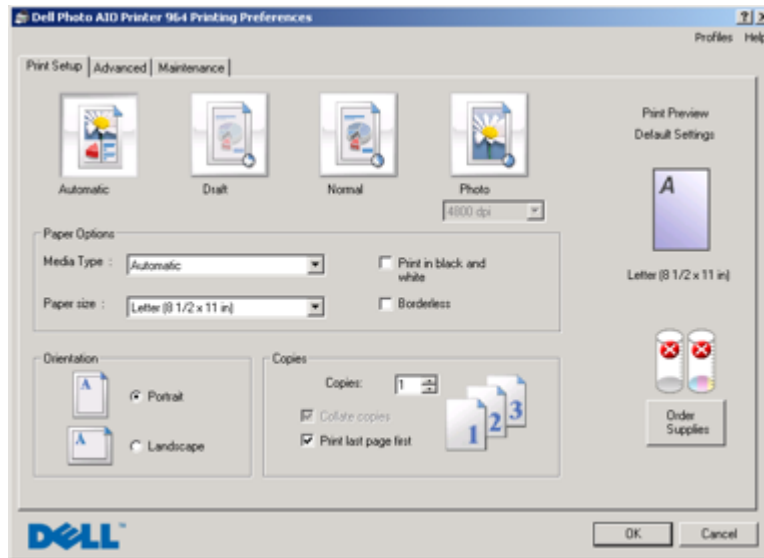 Dell Photo AIO Printer 964 Printing Preferences
Profiles Help
Print Setup Advanced Maintenance
Automatic
Draft
Normal
Photo
4800 dpi
Print Preview
Default Settings
A
Letter (8 1/2 x 11 in)
Paper Options
Media Type :
Automatic
Print in black and
white
Paper size :
Letter (8 1/2 x 11 in)
Borderless
Orientation
A
Portrait
A
Landscape
Copies
Copies:
1
Collate copies
Print last page first
1 2 3
Order
Supplies
DELL™
OK
Cancel